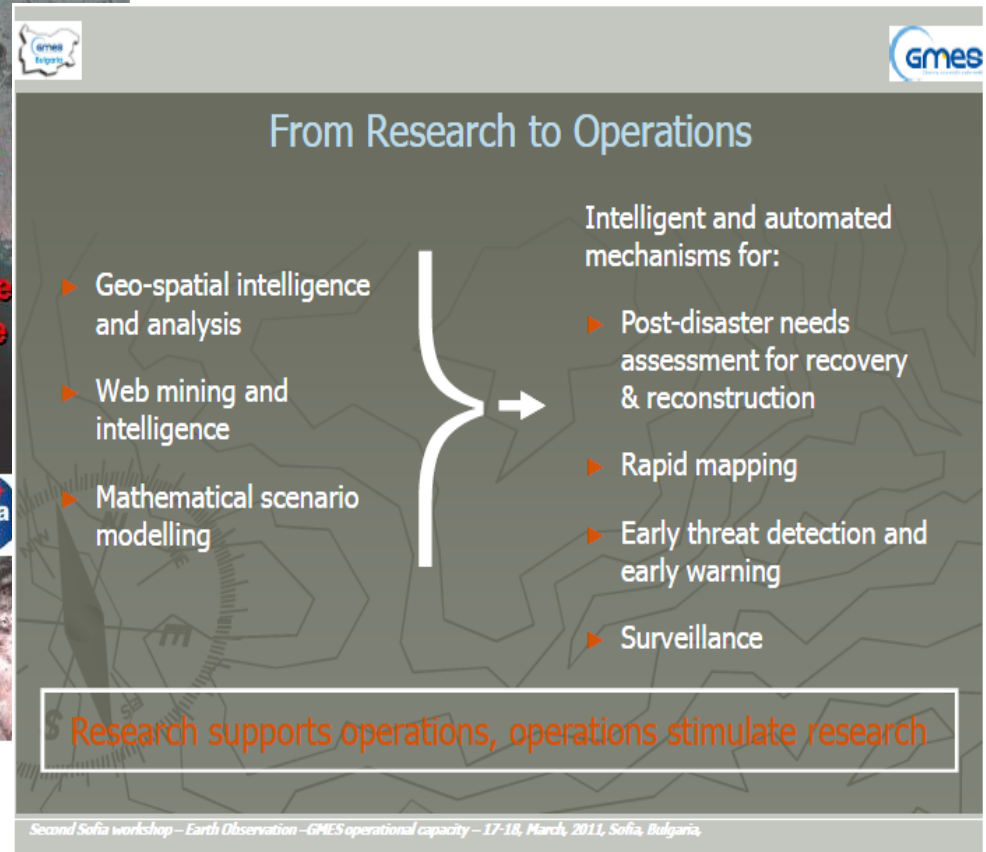 GMES
Bulgaria
GMES
From Research to Operations
Geo-spatial intelligence
and analysis
Web mining and
intelligence
Mathematical scenario
modelling
Intelligent and automated
mechanisms for:
Post-disaster needs
assessment for recovery
& reconstruction
Rapid mapping
Early threat detection and
early warning
Surveillance
NW
N
E
SE
S
Research supports operations, operations stimulate research
Second Sofia workshop – Earth Observation –GMES operational capacity – 17-18, March, 2011, Sofia, Bulgaria,